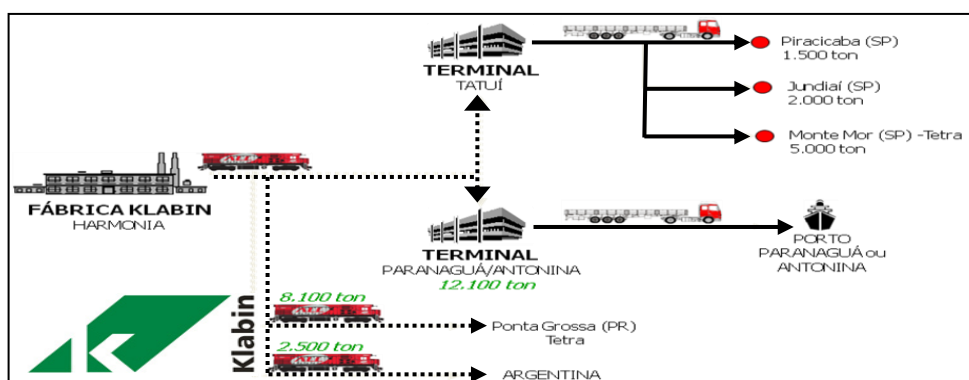 TERMINAL
TATUÍ
Piracicaba (SP)
1.500 ton
Jundiaí (SP)
2.000 ton
Monte Mor (SP) -Tetra
5.000 ton
FÁBRICA KLABIN
HARMONIA
TERMINAL
PARANAGUÁ/ANTONINA
12.100 ton
PORTO
PARANAGUÁ ou
ANTONINA
Klabin
8.100 ton
Ponta Grossa (PR)
Tetra
2.500 ton
ARGENTINA